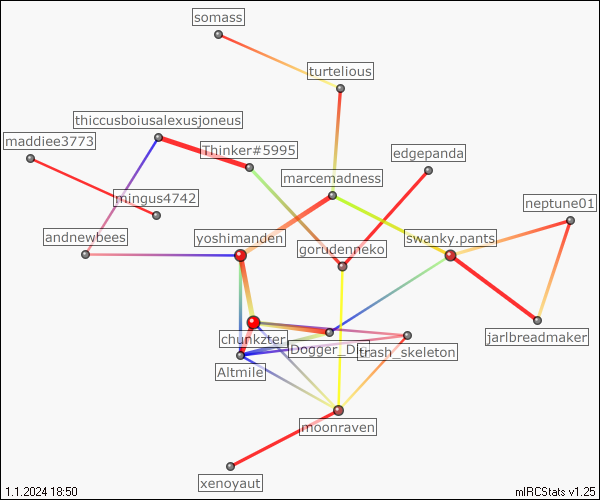 somass
turtelious
thiccusboiusalexusjoneus
maddiee3773
Thinker#5995
edgepanda
marcemadness
mingus4742
neptune01
andnewbees
yoshimanden
gorudenneko
swanky.pants
chunkzter
jarlbreadmaker
Dogger_D
trash_skeleton
Altmile
moonraven
xenoyaut
1.1.2024 18:50
mIRCStats v1.25